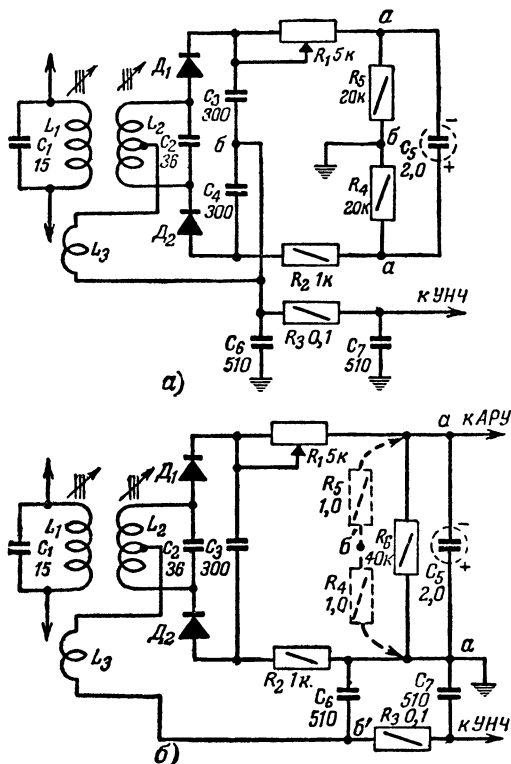 a
Д1
R1 5к
C3
300
R5
20к
L1
C1
15
L2
C2
36
б
б
C5
2,0
-
+
C4
300
R4
20к
Д2
L3
R2 1к
a
к УНЧ
R3 0,1
C6
510
C7
510
а)
a
к АРУ
Д1
R1 5к
R5
1,0
L1
C1
15
L2
C2
36
C3
300
б
R6
40к
C5
2,0
-
+
R4
1,0
Д2
L3
R2 1к.
a
C6
510
C7
510
б'
R3 0,1
к УНЧ
б)